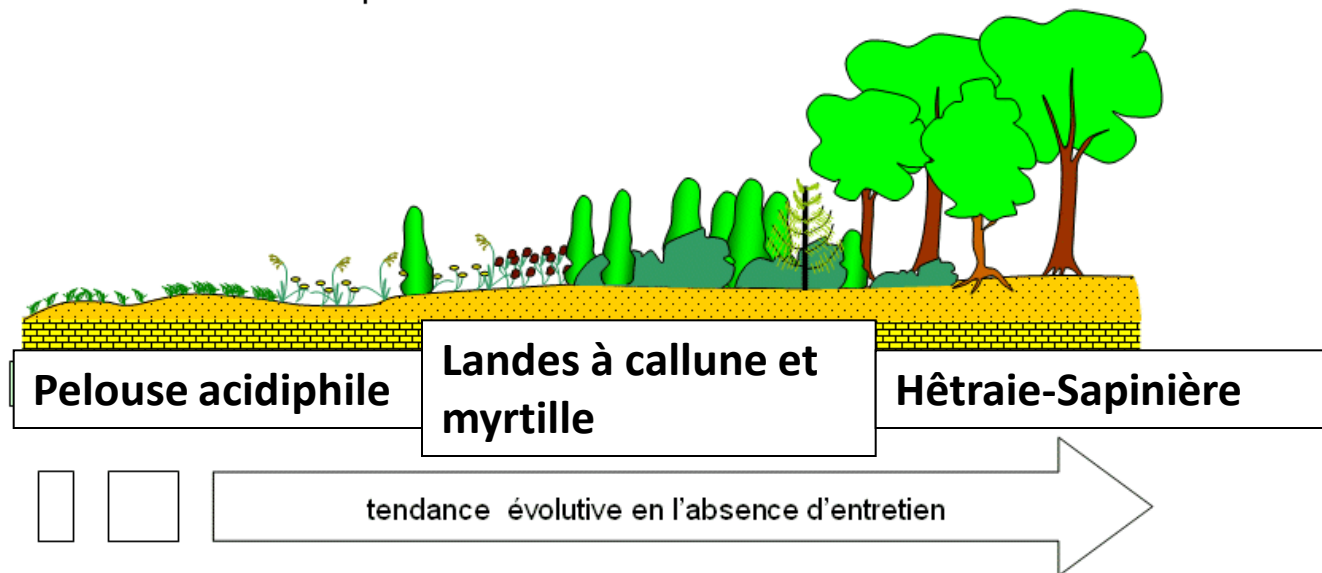 Pelouse acidiphile
Landes à callune et
myrtille
Hêtraie-Sapinière
tendance évolutive en l'absence d'entretien